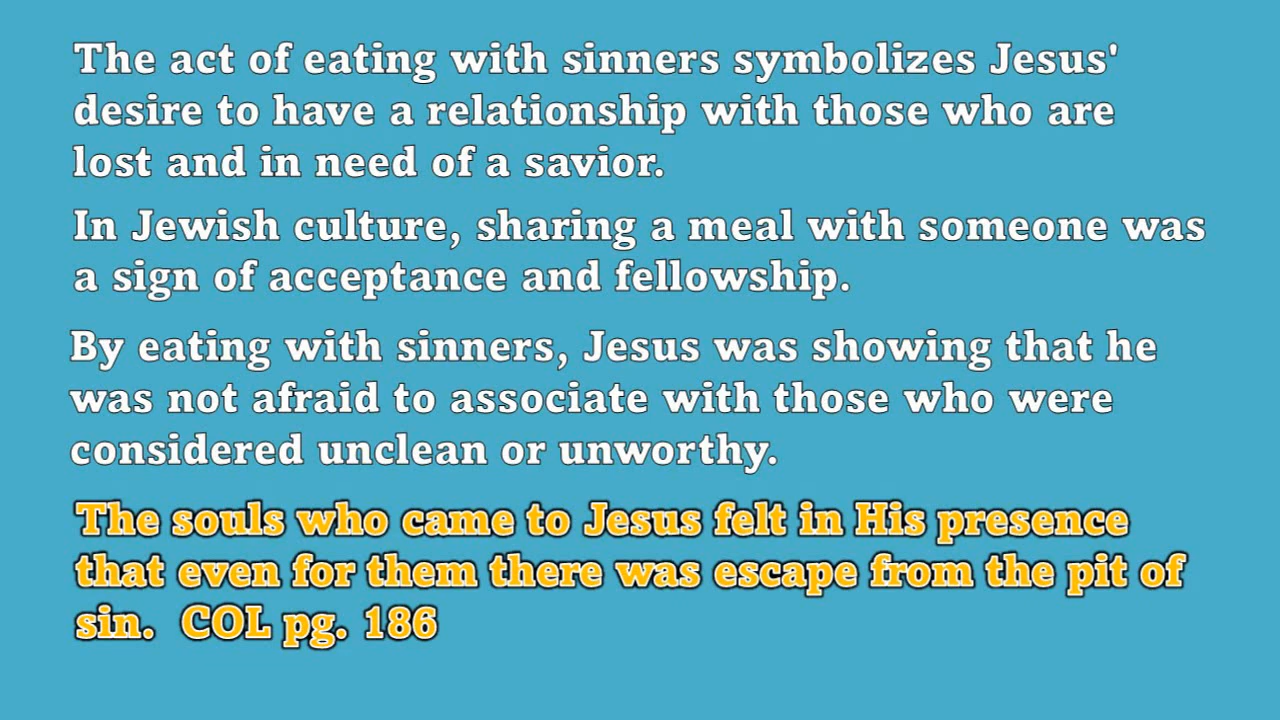 The act of eating with sinners symbolizes Jesus'
desire to have a relationship with those who are
lost and in need of a savior.
In Jewish culture, sharing a meal with someone was
a sign of acceptance and fellowship.
By eating with sinners, Jesus was showing that he
was not afraid to associate with those who were
considered unclean or unworthy.
The souls who came to Jesus felt in His presence
that even for them there was escape from the pit of
sin.  COL pg. 186